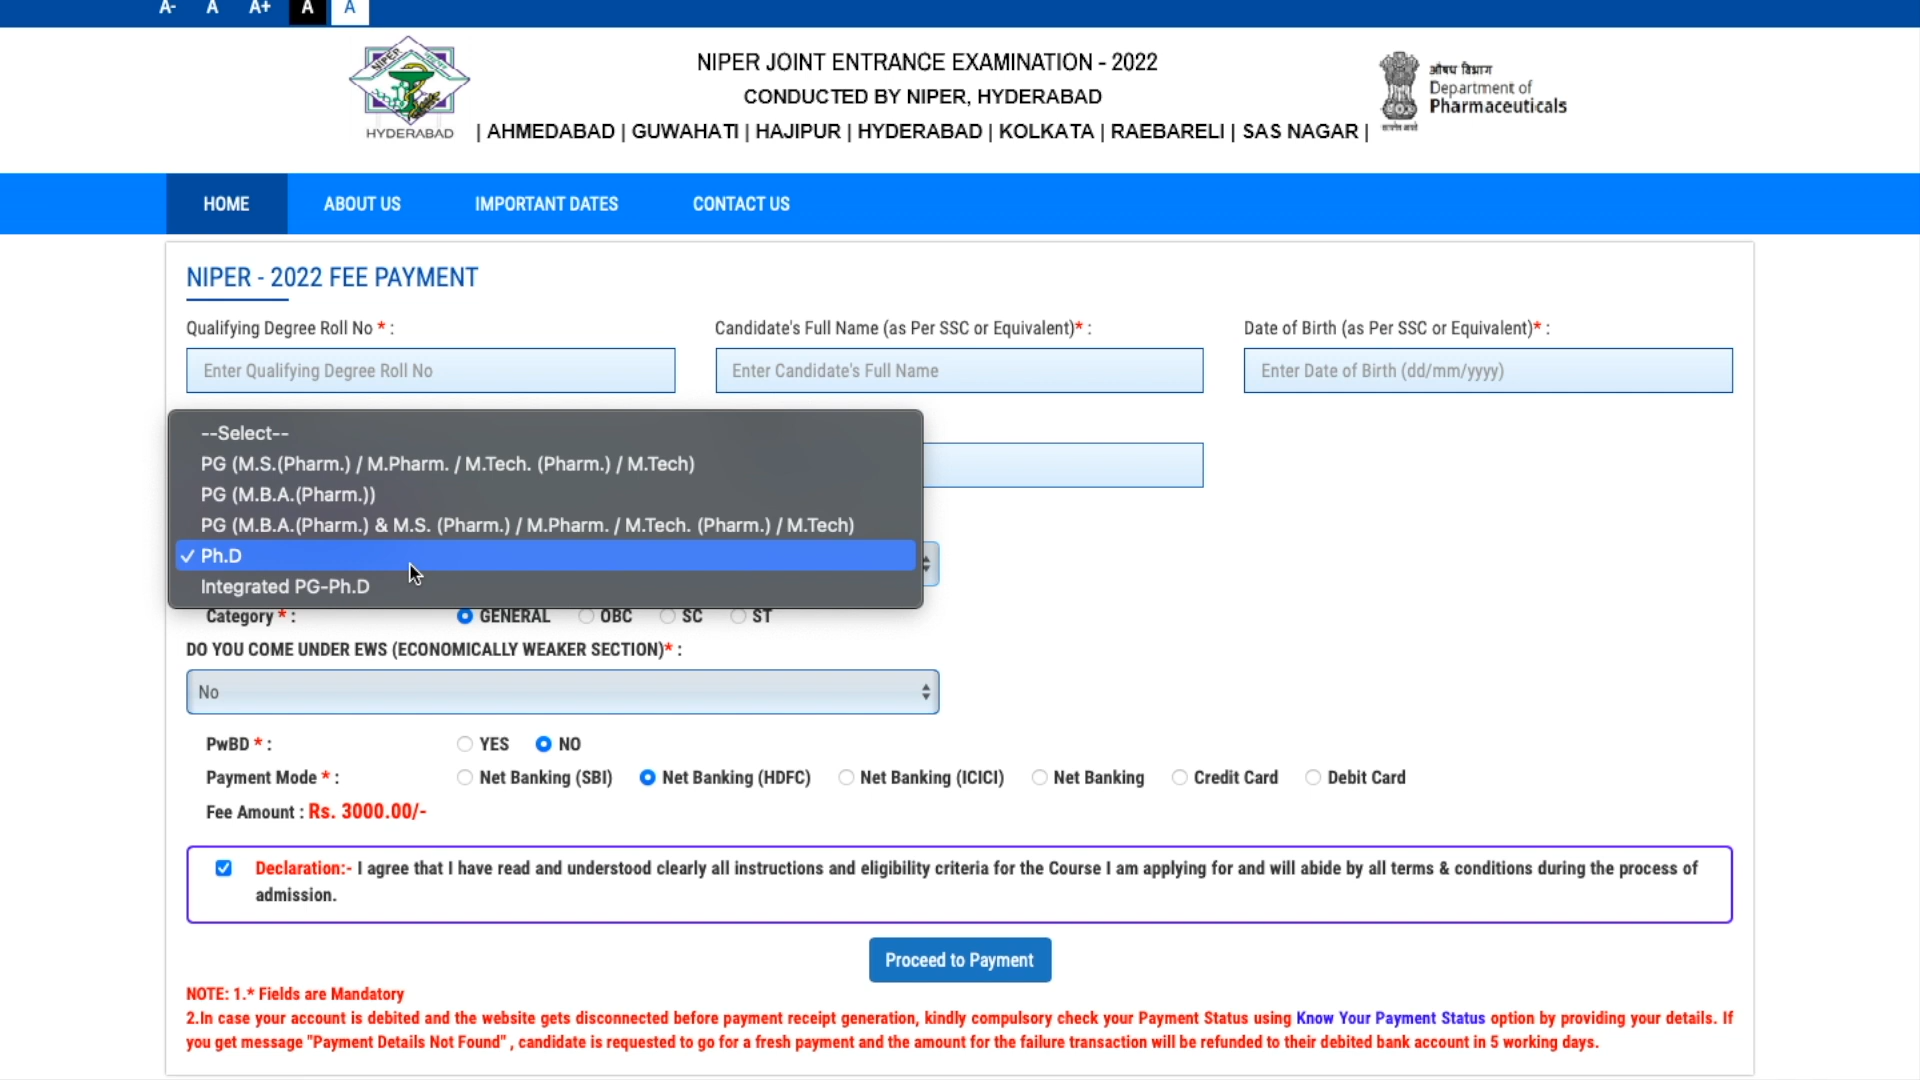 A- A A+ A A
NIPER
HYDERABAD
NIPER JOINT ENTRANCE EXAMINATION - 2022
CONDUCTED BY NIPER, HYDERABAD
| AHMEDABAD | GUWAHATI | HAJIPUR | HYDERABAD | KOLKATA | RAEBARELI | SAS NAGAR |
औषध विभाग
Department of
Pharmaceuticals
सत्यमेव जयते
HOME ABOUT US IMPORTANT DATES CONTACT US
NIPER - 2022 FEE PAYMENT
Qualifying Degree Roll No * : Candidate's Full Name (as Per SSC or Equivalent)* : Date of Birth (as Per SSC or Equivalent)* :
Enter Qualifying Degree Roll No Enter Candidate's Full Name Enter Date of Birth (dd/mm/yyyy)
--Select--
PG (M.S.(Pharm.) / M.Pharm. / M.Tech. (Pharm.) / M.Tech)
PG (M.B.A.(Pharm.))
PG (M.B.A.(Pharm.) & M.S. (Pharm.) / M.Pharm. / M.Tech. (Pharm.) / M.Tech)
✓ Ph.D
Integrated PG-Ph.D
Category * : GENERAL OBC SC ST
DO YOU COME UNDER EWS (ECONOMICALLY WEAKER SECTION)* :
No
PwBD * : YES NO
Payment Mode * : Net Banking (SBI) Net Banking (HDFC) Net Banking (ICICI) Net Banking Credit Card Debit Card
Fee Amount : Rs. 3000.00/-
Declaration:- I agree that I have read and understood clearly all instructions and eligibility criteria for the Course I am applying for and will abide by all terms & conditions during the process of
admission.
Proceed to Payment
NOTE: 1.* Fields are Mandatory
2.In case your account is debited and the website gets disconnected before payment receipt generation, kindly compulsory check your Payment Status using Know Your Payment Status option by providing your details. If
you get message "Payment Details Not Found" , candidate is requested to go for a fresh payment and the amount for the failure transaction will be refunded to their debited bank account in 5 working days.